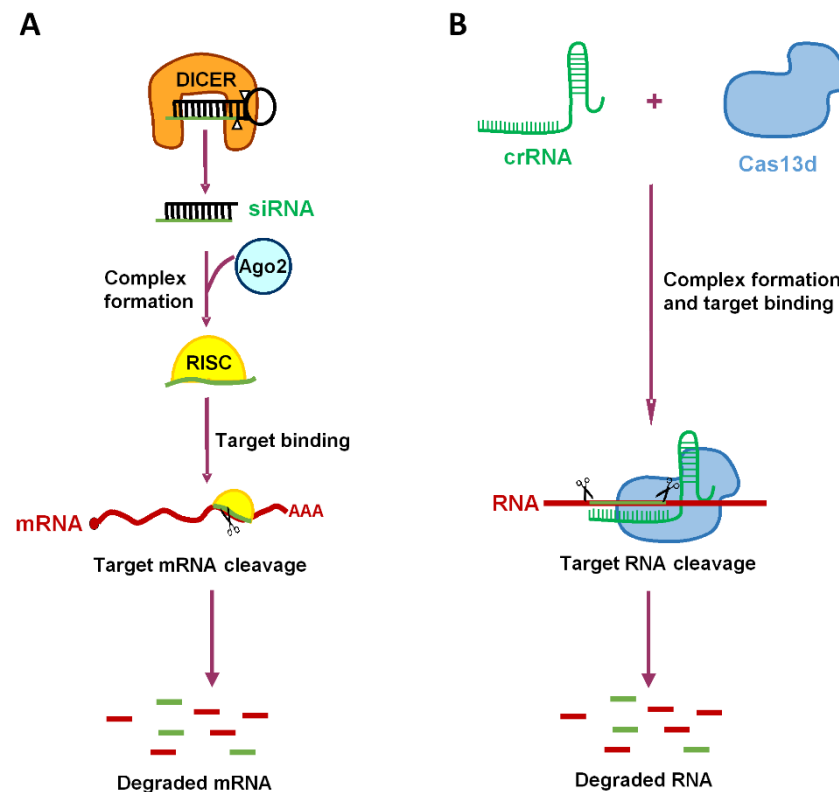 A
DICER
siRNA
Ago2
Complex
formation
RISC
Target binding
mRNA
AAA
Target mRNA cleavage
Degraded mRNA
B
+
crRNA
Cas13d
Complex formation
and target binding
RNA
Target RNA cleavage
Degraded RNA